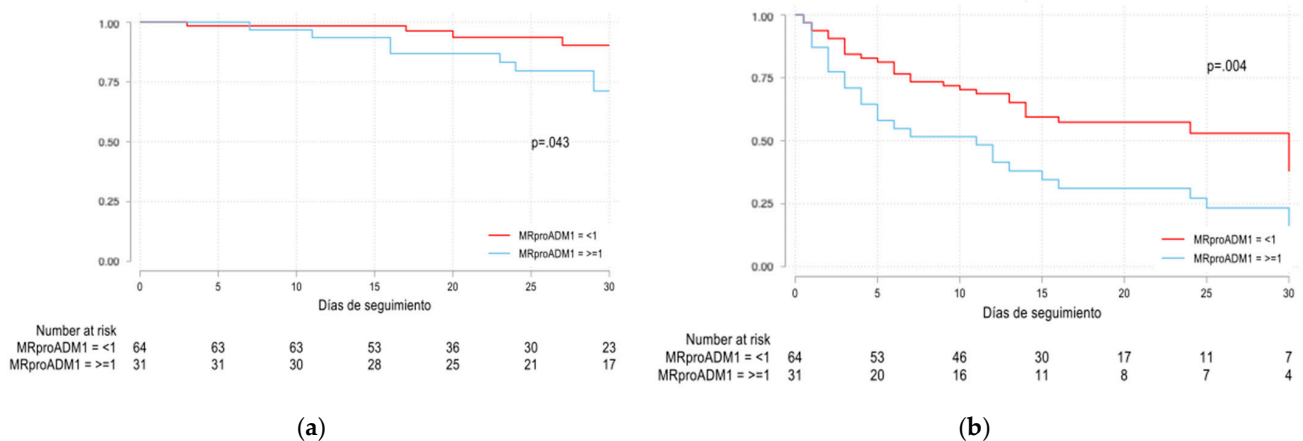 1.00
0.75
0.50
0.25
0.00
p=.043
MRproADM1 = <1
MRproADM1 = >=1
0 5 10 15 20 25 30
Días de seguimiento
Number at risk
MRproADM1 = <1 64 63 63 53 36 30 23
MRproADM1 = >=1 31 31 30 28 25 21 17
(a)
1.00
0.75
0.50
0.25
0.00
p=.004
MRproADM1 = <1
MRproADM1 = >=1
0 5 10 15 20 25 30
Días de seguimiento
Number at risk
MRproADM1 = <1 64 53 46 30 17 11 7
MRproADM1 = >=1 31 20 16 11 8 7 4
(b)